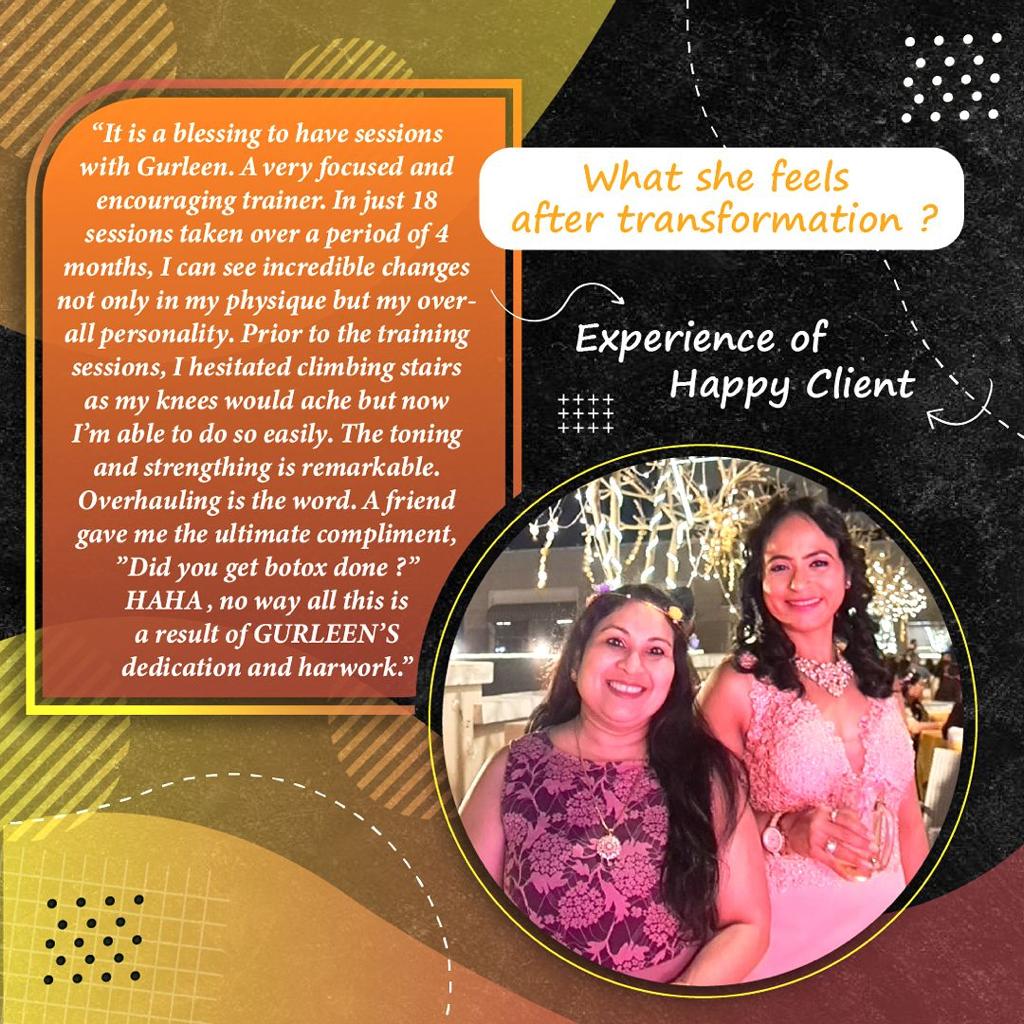 “It is a blessing to have sessions
with Gurleen. A very focused and
encouraging trainer. In just 18
sessions taken over a period of 4
months, I can see incredible changes
not only in my physique but my over-
all personality. Prior to the training
sessions, I hesitated climbing stairs
as my knees would ache but now
I’m able to do so easily. The toning
and strengthing is remarkable.
Overhauling is the word. A friend
gave me the ultimate compliment,
”Did you get botox done ?”
HAHA , no way all this is
a result of GURLEEN’S
dedication and harwork.”
What she feels
after transformation ?
Experience of
Happy Client